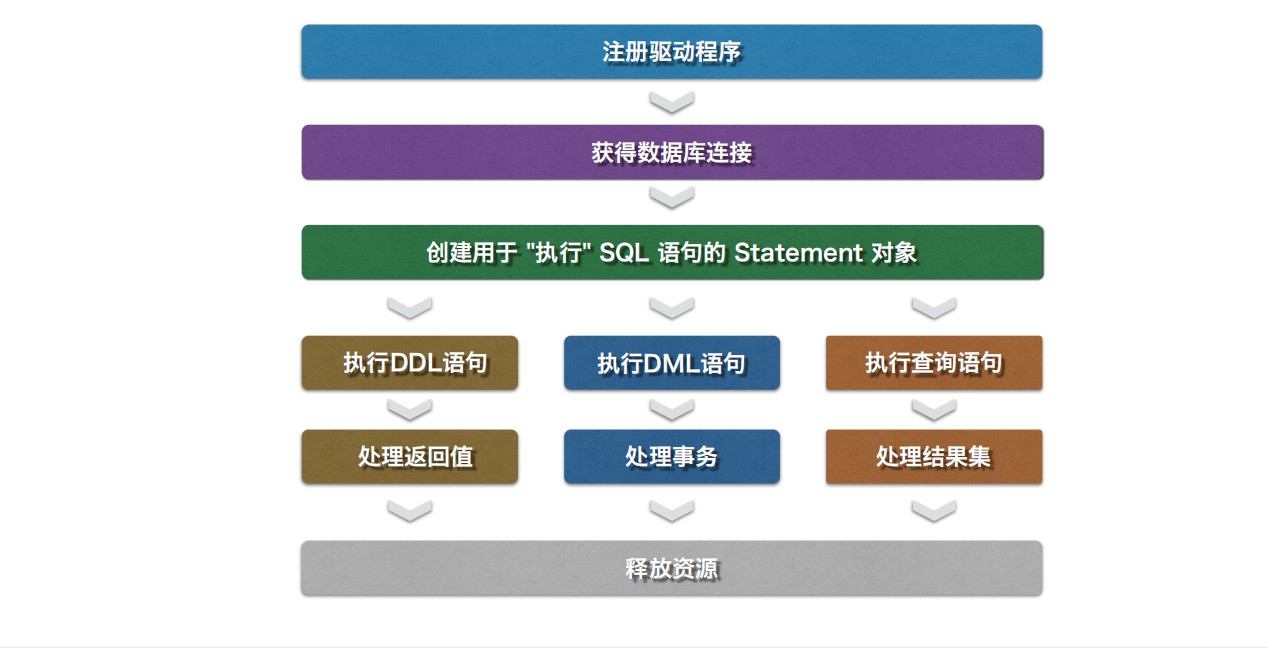 注册驱动程序
获得数据库连接
创建用于 "执行" SQL 语句的 Statement 对象
执行DDL语句
执行DML语句
执行查询语句
处理返回值
处理事务
处理结果集
释放资源